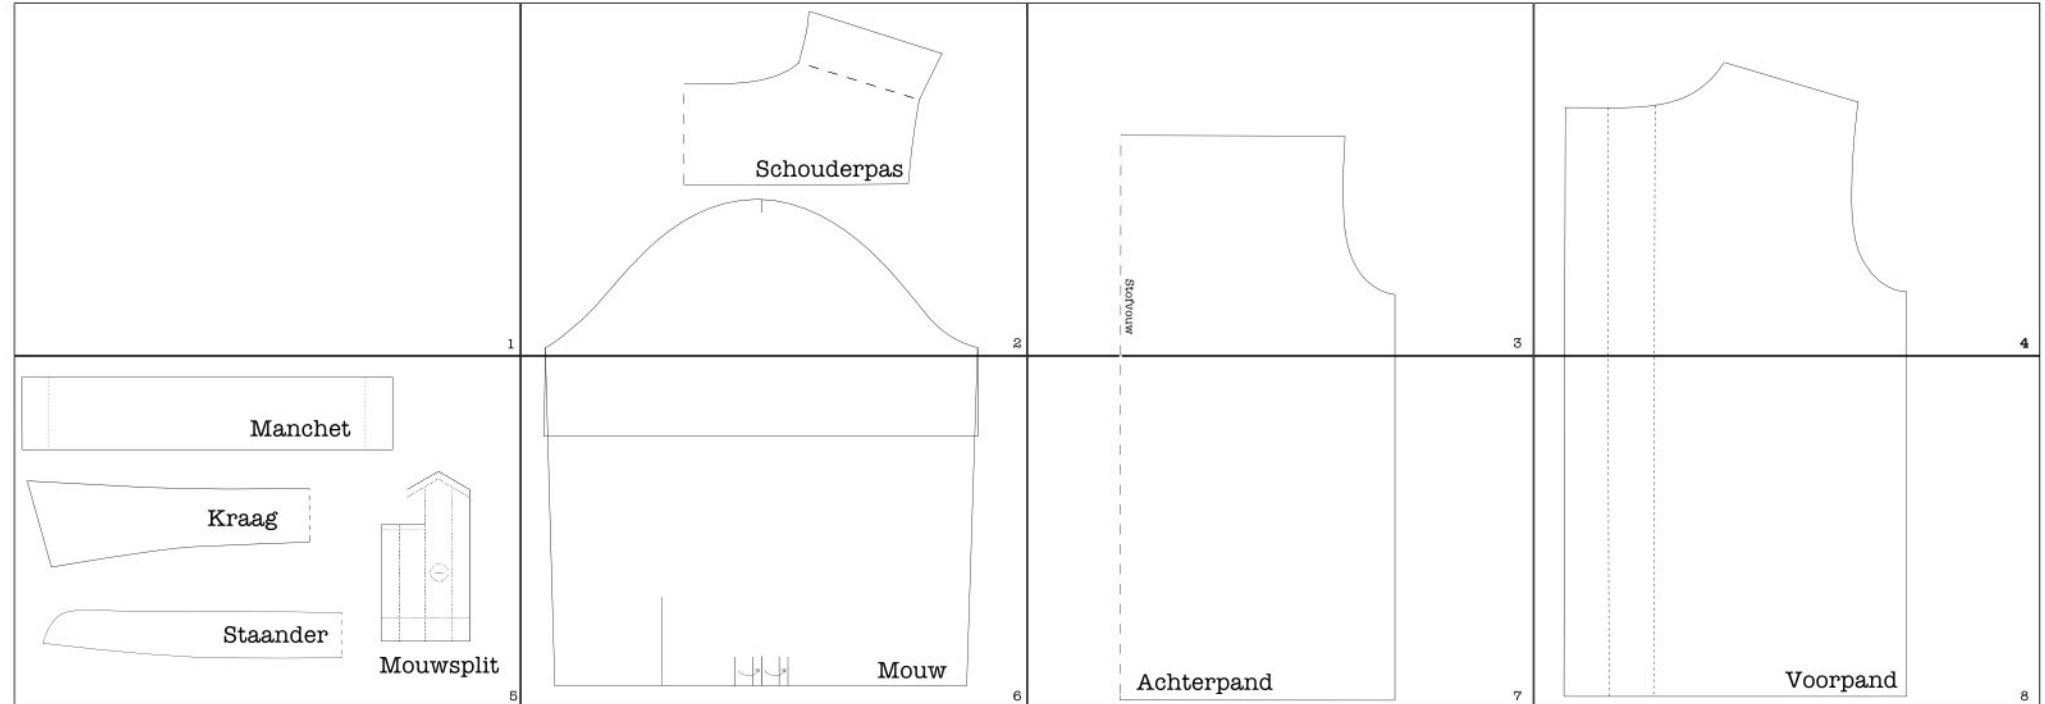 Schouderpas
1
2
Stofvouw
3
4
Manchet
Kraag
Staander
Mouwsplit
5
Mouw
6
Achterpand
7
Voorpand
8